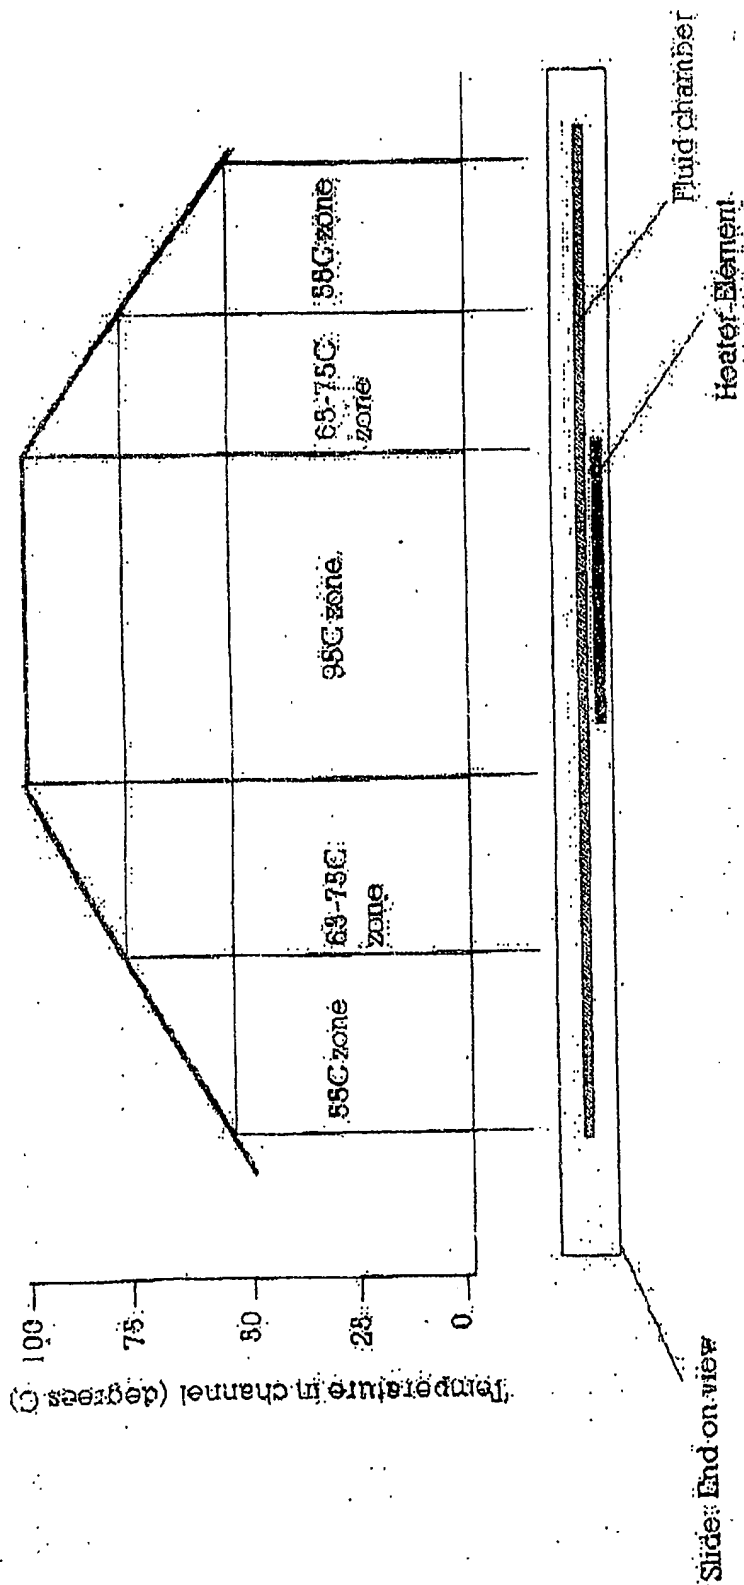 Temperature in channel (degrees C)
100
75
50
25
0
55C zone
65-75C
zone
95C zone
65-75C
zone
55C zone
Slide: End on view
Heater Element
Fluid chamber